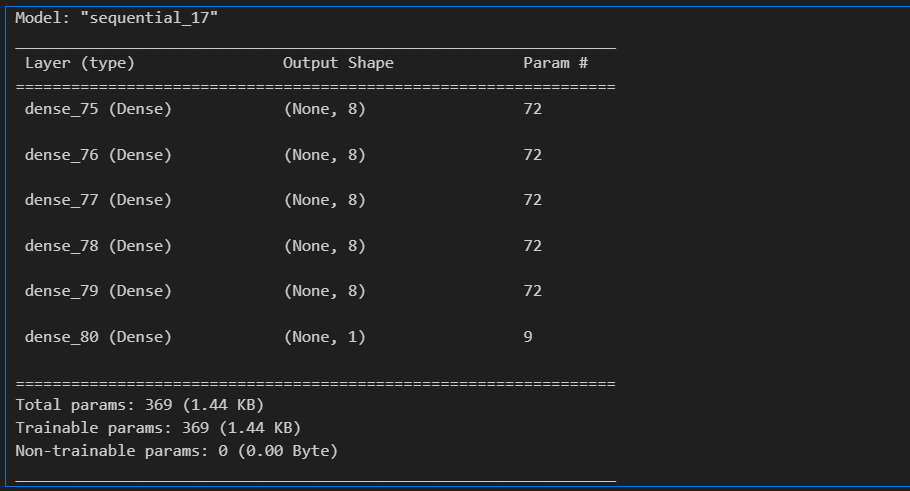 Model: "sequential_17"
_________________________________________________________________
Layer (type)                Output Shape              Param #
=================================================================
dense_75 (Dense)            (None, 8)                 72
dense_76 (Dense)            (None, 8)                 72
dense_77 (Dense)            (None, 8)                 72
dense_78 (Dense)            (None, 8)                 72
dense_79 (Dense)            (None, 8)                 72
dense_80 (Dense)            (None, 1)                 9
=================================================================
Total params: 369 (1.44 KB)
Trainable params: 369 (1.44 KB)
Non-trainable params: 0 (0.00 Byte)
_________________________________________________________________